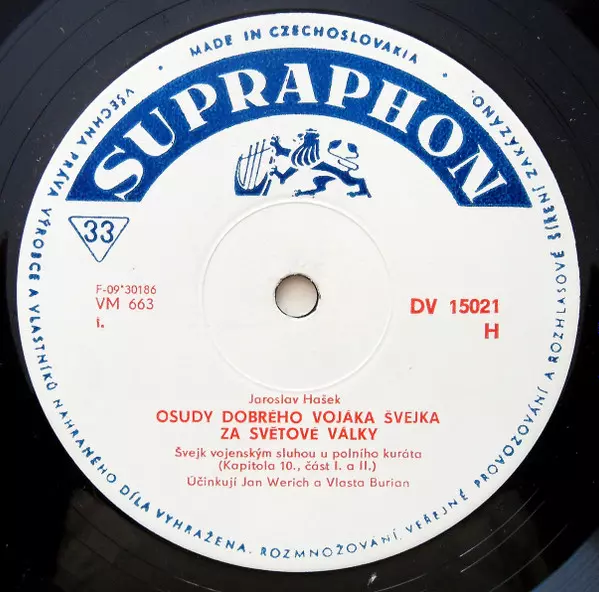 • MADE IN CZECHOSLOVAKIA •
SUPRAPHON
33
F-09*30186
VM 663
i.
DV 15021
H
Jaroslav Hašek
OSUDY DOBRÉHO VOJÁKA ŠVEJKA
ZA SVĚTOVÉ VÁLKY
Švejk vojenským sluhou u polního kuráta
(Kapitola 10., část I. a II.)
Účinkují Jan Werich a Vlasta Burian
VŠECHNA PRÁVA VÝROBCE A VLASTNÍKŮ NAHRANÉHO DÍLA VYHRAŽENA. ROZMNOŽOVÁNÍ, VEŘEJNÉ PROVOZOVÁNÍ A ROZHLASOVÉ ŠÍŘENÍ ZAKÁZÁNO.